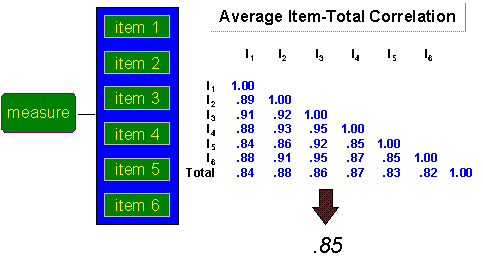 Average Item-Total Correlation
measure
item 1
item 2
item 3
item 4
item 5
item 6
I1 I2 I3 I4 I5 I6
I1 1.00
I2 .89 1.00
I3 .91 .92 1.00
I4 .88 .93 .95 1.00
I5 .84 .86 .92 .85 1.00
I6 .88 .91 .95 .87 .85 1.00
Total .84 .88 .86 .87 .83 .82 1.00
.85